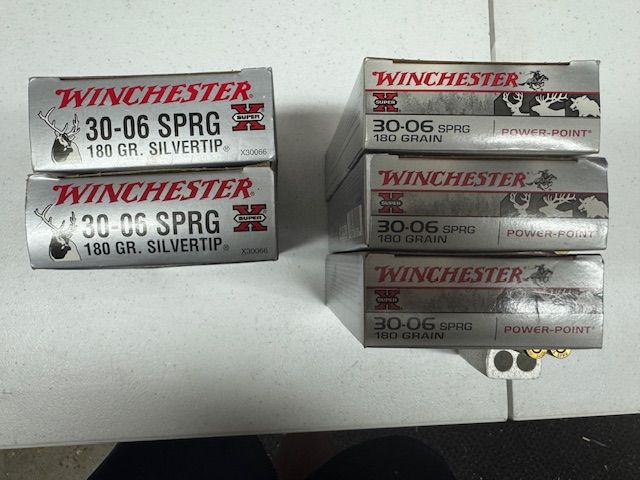 WINCHESTER
30-06 SPRG
SUPER X
180 GR. SILVERTIP®
X30066
WINCHESTER
30-06 SPRG
SUPER X
180 GR. SILVERTIP®
X30066
WINCHESTER
SUPER X
30-06 SPRG
180 GRAIN
POWER-POINT®
WINCHESTER
SUPER X
30-06 SPRG
180 GRAIN
POWER-POINT®
WINCHESTER
SUPER X
30-06 SPRG
180 GRAIN
POWER-POINT®